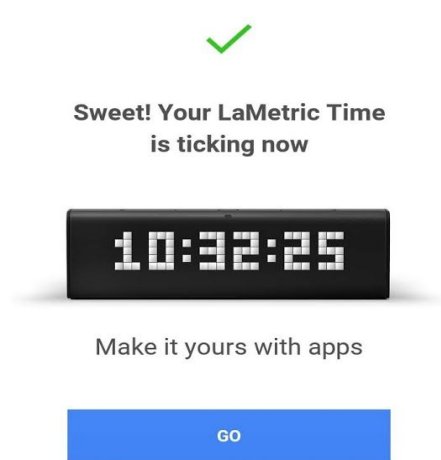 Sweet! Your LaMetric Time
is ticking now
10:32:25
Make it yours with apps
GO